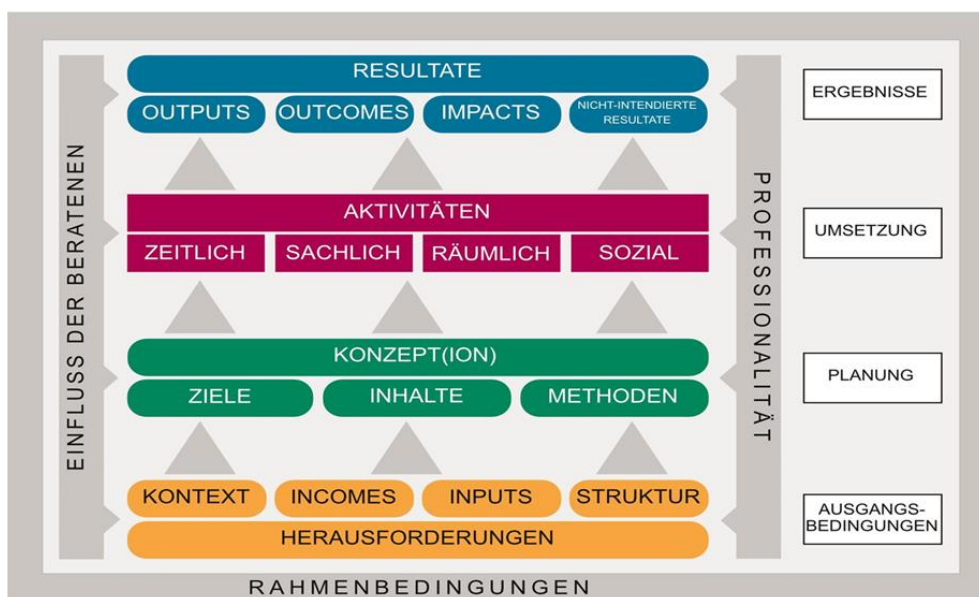 RESULTATE
OUTPUTS
OUTCOMES
IMPACTS
NICHT-INTENDIERTE
RESULTATE
ERGEBNISSE
AKTIVITÄTEN
ZEITLICH
SACHLICH
RÄUMLICH
SOZIAL
UMSETZUNG
KONZEPT(ION)
ZIELE
INHALTE
METHODEN
PLANUNG
KONTEXT
INCOMES
INPUTS
STRUKTUR
HERAUSFORDERUNGEN
AUSGANGS-
BEDINGUNGEN
EINFLUSS DER BERATENEN
PROFESSIONALITÄT
RAHMENBEDINGUNGEN